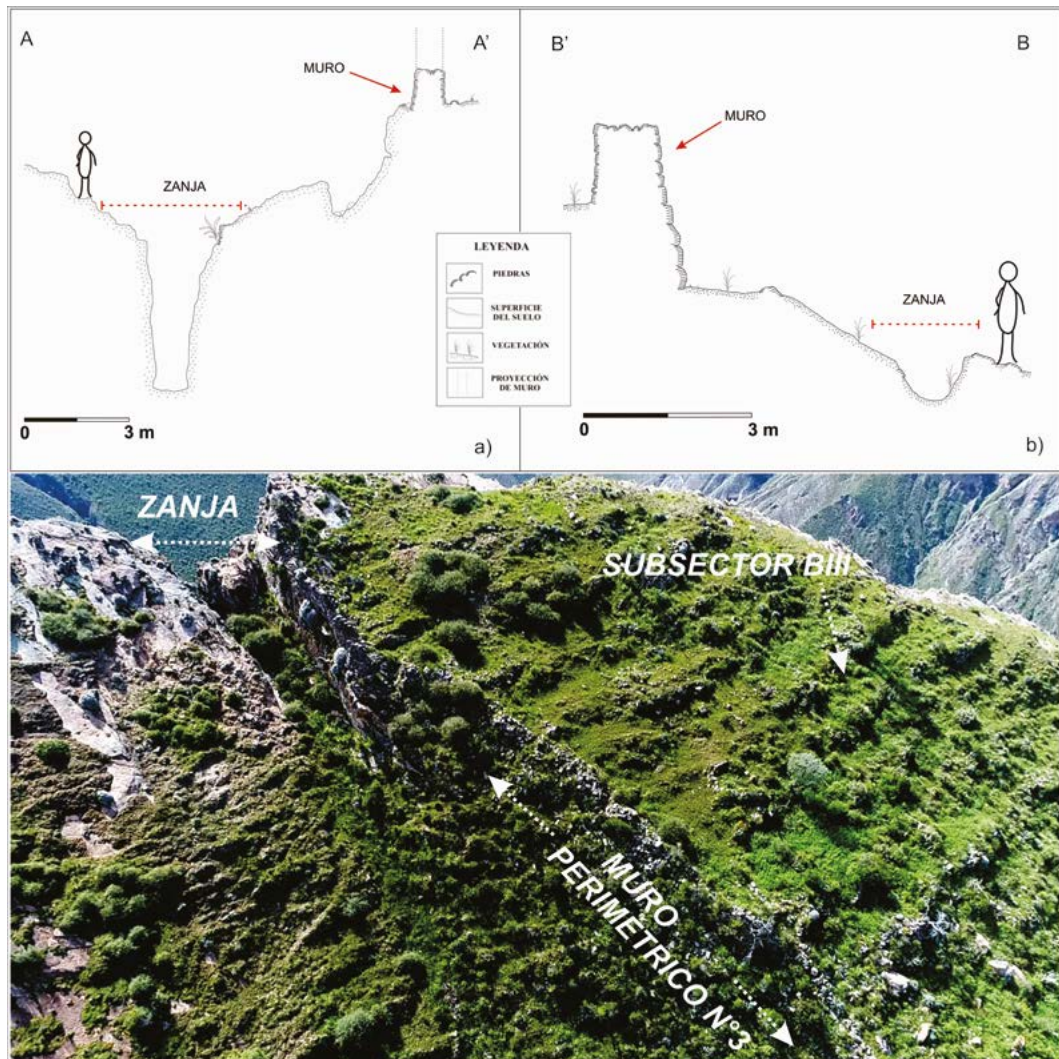 A
A'
MURO
ZANJA
0
3 m
a)
B'
B
MURO
ZANJA
0
3 m
b)
LEYENDA
PIEDRAS
SUPERFICIE
DEL SUELO
VEGETACIÓN
PROYECCIÓN
DE MURO
ZANJA
SUBSECTOR BIII
MURO
PERIMÉTRICO N°3